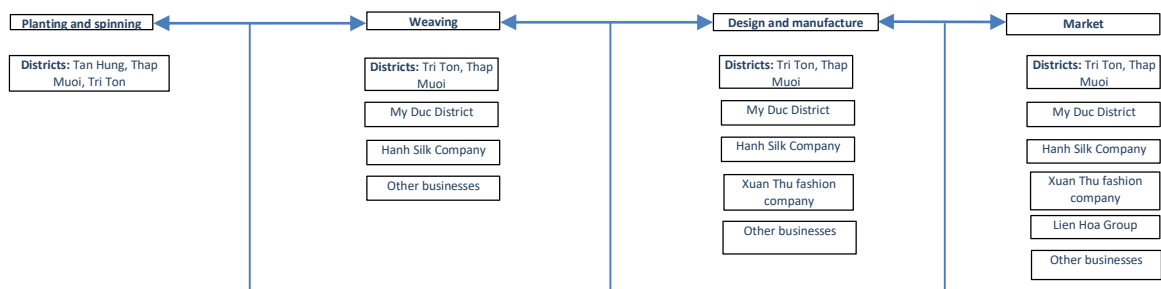 Planting and spinning
Weaving
Design and manufacture
Market
Districts: Tan Hung, Thap
Muoi, Tri Ton
Districts: Tri Ton, Thap
Muoi
My Duc District
Hanh Silk Company
Other businesses
Districts: Tri Ton, Thap
Muoi
My Duc District
Hanh Silk Company
Xuan Thu fashion
company
Other businesses
Districts: Tri Ton, Thap
Muoi
My Duc District
Hanh Silk Company
Xuan Thu fashion
company
Lien Hoa Group
Other businesses